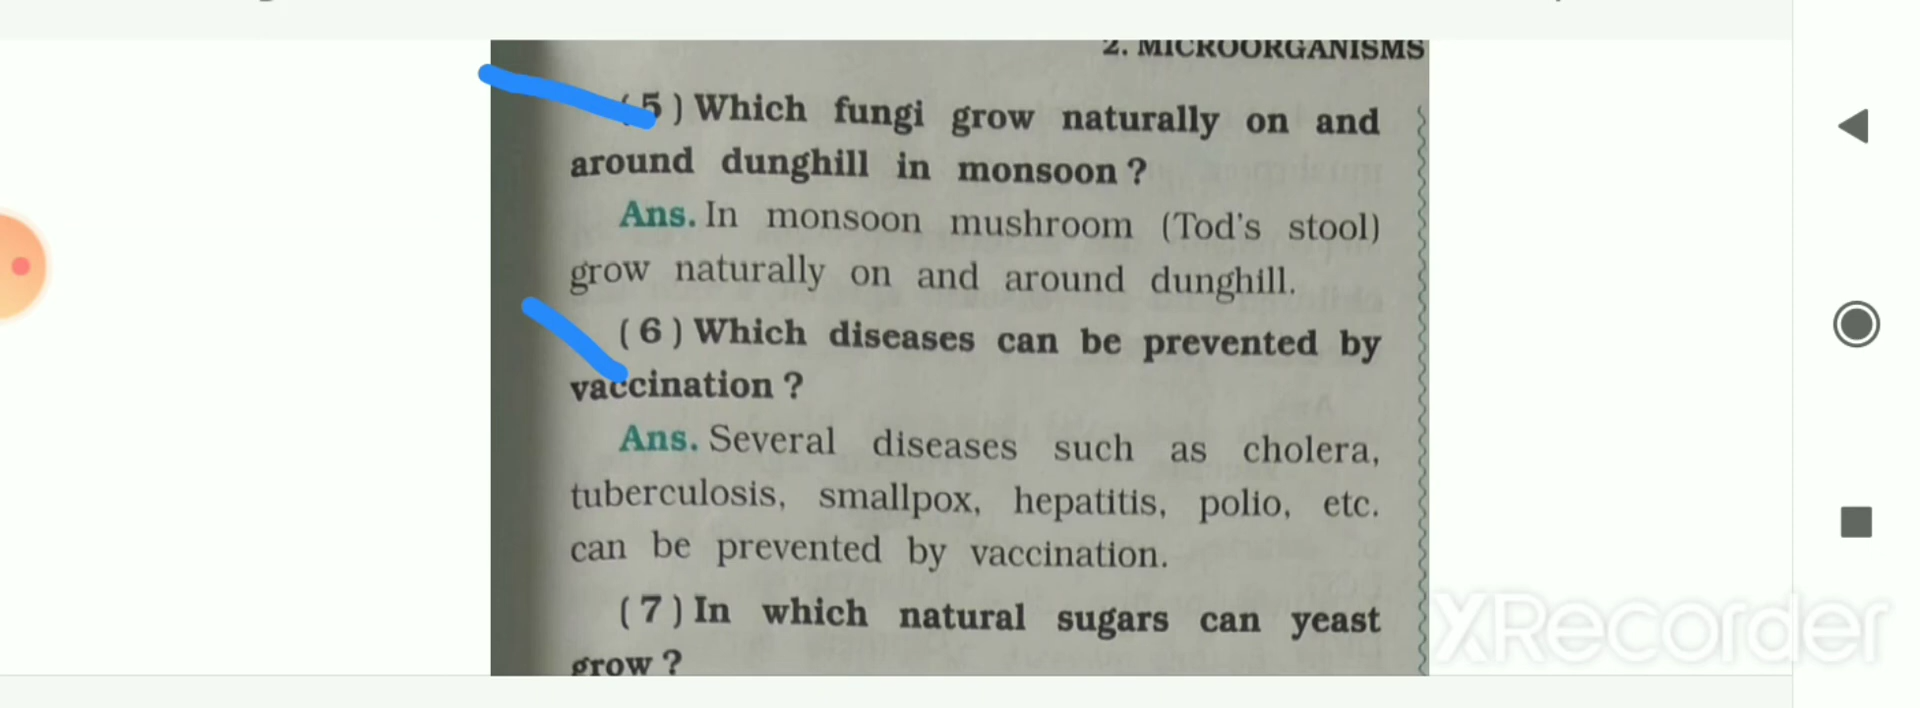 2. MICROORGANISMS
(5) Which fungi grow naturally on and
around dunghill in monsoon ?
Ans. In monsoon mushroom (Tod's stool)
grow naturally on and around dunghill.
(6) Which diseases can be prevented by
vaccination ?
Ans. Several diseases such as cholera,
tuberculosis, smallpox, hepatitis, polio, etc.
can be prevented by vaccination.
(7) In which natural sugars can yeast
grow ?
XRecorder